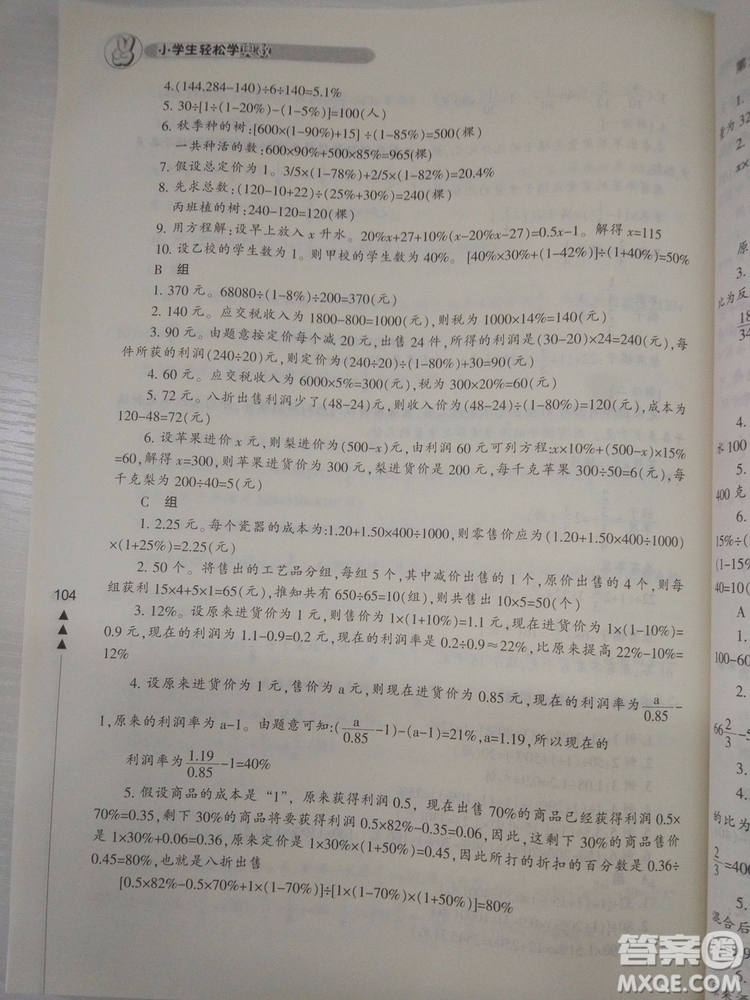 小学生轻松学奥数
4.(144.284-140)÷6÷140=5.1%
5. 30÷[1÷(1-20%)-(1-5%)]=100(人)
6. 秋季种的树:[600×(1-90%)+15]÷(1-85%)=500(棵)
一共种活的数:600×90%+500×85%=965(棵)
7. 假设总定价为1。3/5×(1-78%)+2/5×(1-82%)=20.4%
8. 先求总数:(120-10+22)÷(25%+30%)=240(棵)
丙班植的树:240-120=120(棵)
9. 用方程解:设早上放入x升水。20%x+27+10%(x-20%x-27)=0.5x-1。解得x=115
10. 设乙校的学生数为1。则甲校的学生数为40%。[40%×30%+(1-42%)]÷(1+40%)=50%
B 组
1. 370元。68080÷(1-8%)÷200=370(元)
2. 140元。应交税收入为1800-800=1000(元),则税为1000×14%=140(元)
3. 90元。由题意按定价每个减20元,出售24件,所得的利润是(30-20)×24=240(元),每
件所获的利润(240÷20)元,则定价为(240÷20)÷(1-80%)+30=90(元)
4. 60元。应交税收入为6000×5%=300(元),税为300×20%=60(元)
5. 72元。八折出售利润少了(48-24)元,则收入价为(48-24)÷(1-80%)=120(元),成本为
120-48=72(元)
6. 设苹果进价x元,则梨进价为(500-x)元,由利润60元可列方程:x×10%+(500-x)×15%
=60,解得x=300,则苹果进货价为300元,梨进货价是200元,每千克苹果300÷50=6(元),每
千克梨为200÷40=5(元)
C 组
1. 2.25元。每个瓷器的成本为:1.20+1.50×400÷1000,则零售价应为(1.20+1.50×400÷1000)
×(1+25%)=2.25(元)
2. 50个。将售出的工艺品分组,每组5个,其中减价出售的1个,原价出售的4个,则每
组获利15×4+5×1=65(元),推知共有650÷65=10(组),则共售出10×5=50(个)
104
3. 12%。设原来进货价为1元,则售价为1×(1+10%)=1.1元,现在进货价为1×(1-10%)=
0.9元,现在的利润为1.1-0.9=0.2元,现在的利润率是0.2÷0.9≈22%,比原来提高22%-10%=
12%
4. 设原来进货价为1元,售价为a元,则现在进货价为0.85元,现在的利润率为a/0.85-
1,原来的利润率为a-1。由题意可知:(a/0.85-1)-(a-1)=21%,a=1.19,所以现在的
利润率为1.19/0.85-1=40%
5. 假设商品的成本是“1”,原来获得利润0.5,现在出售70%的商品已经获得利润0.5×
70%=0.35,剩下30%的商品将要获得利润0.5×82%-0.35=0.06,因此,这剩下30%的商品售价
是1×30%+0.06=0.36,原来定价是1×30%×(1+50%)=0.45,因此所打的折扣的百分数是0.36÷
0.45=80%,也就是八折出售
[0.5×82%-0.5×70%+1×(1-70%)]÷[1×(1-70%)×(1+50%)]=80%
答案圈
MXQE.COM